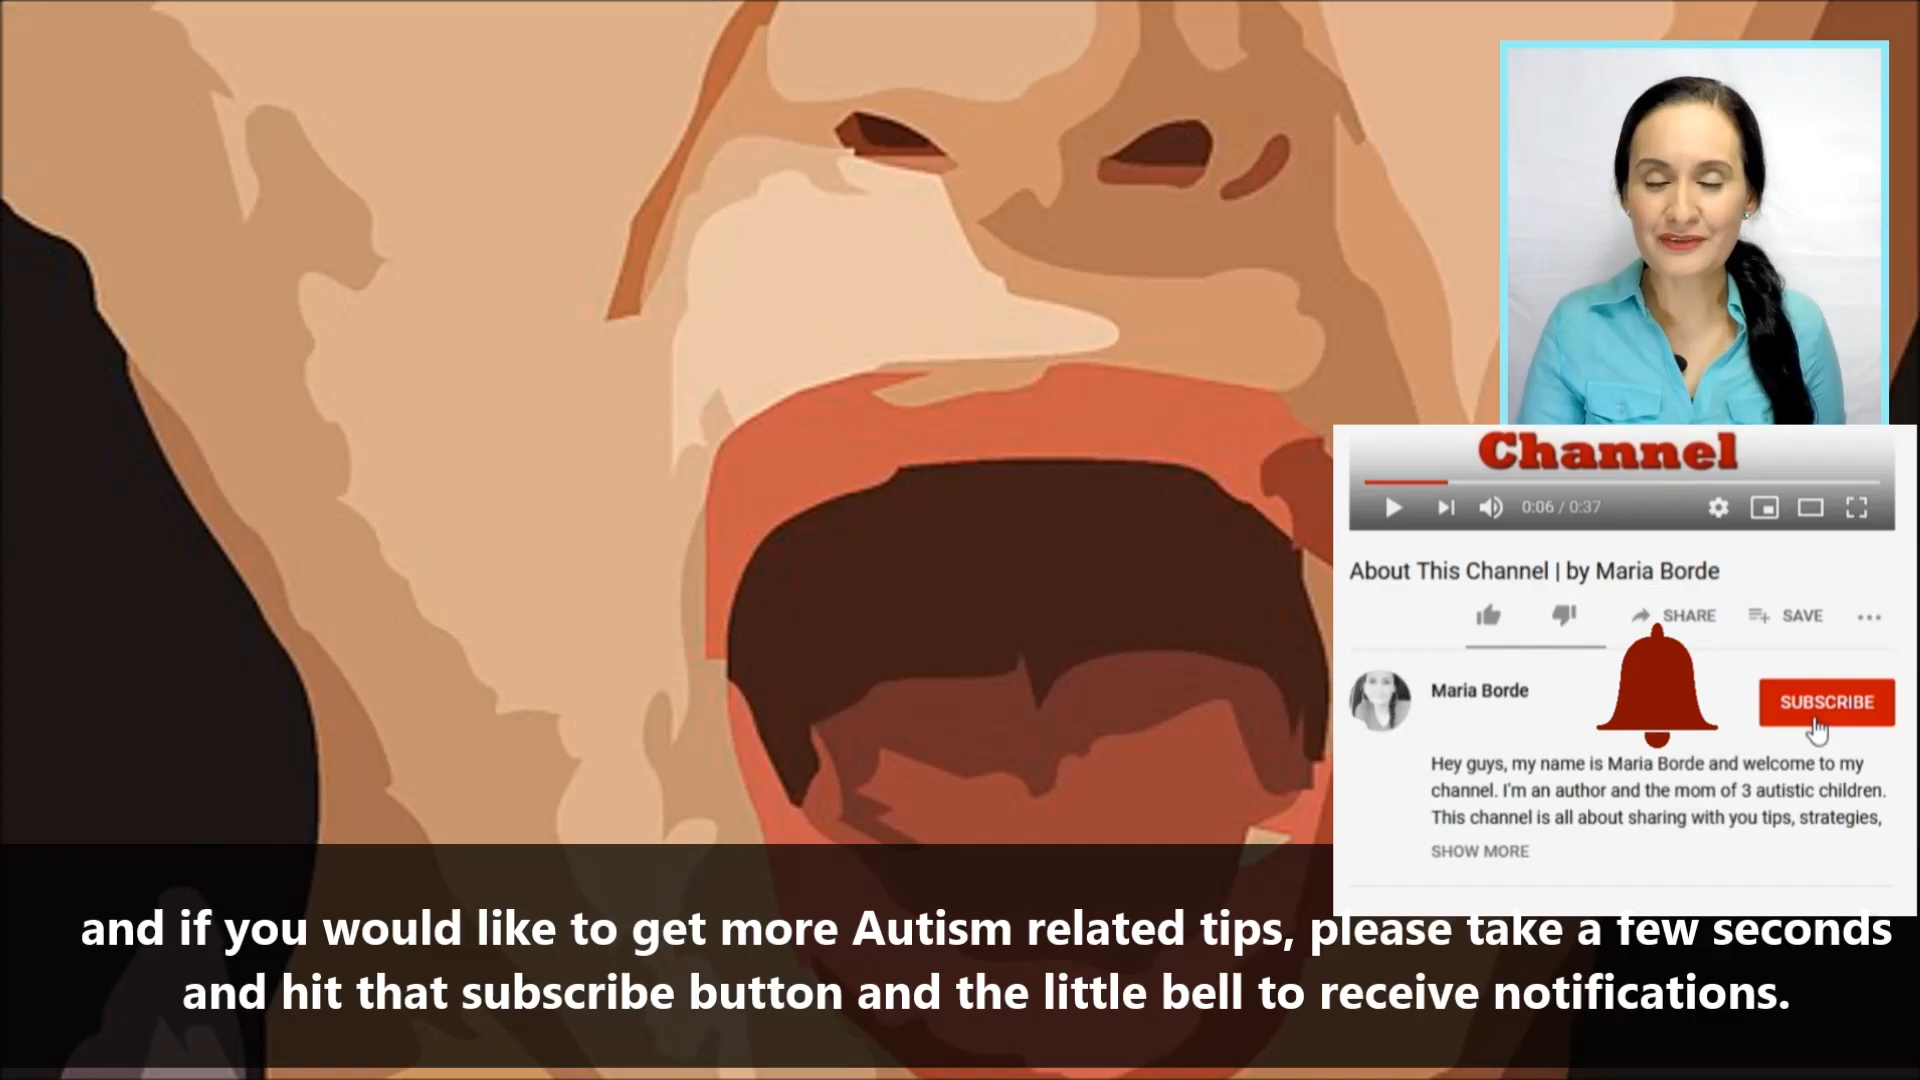 Channel
0:06 / 0:37
About This Channel | by Maria Borde
SHARE
SAVE
Maria Borde
SUBSCRIBE
Hey guys, my name is Maria Borde and welcome to my
channel. I'm an author and the mom of 3 autistic children.
This channel is all about sharing with you tips, strategies,
SHOW MORE
and if you would like to get more Autism related tips, please take a few seconds
and hit that subscribe button and the little bell to receive notifications.